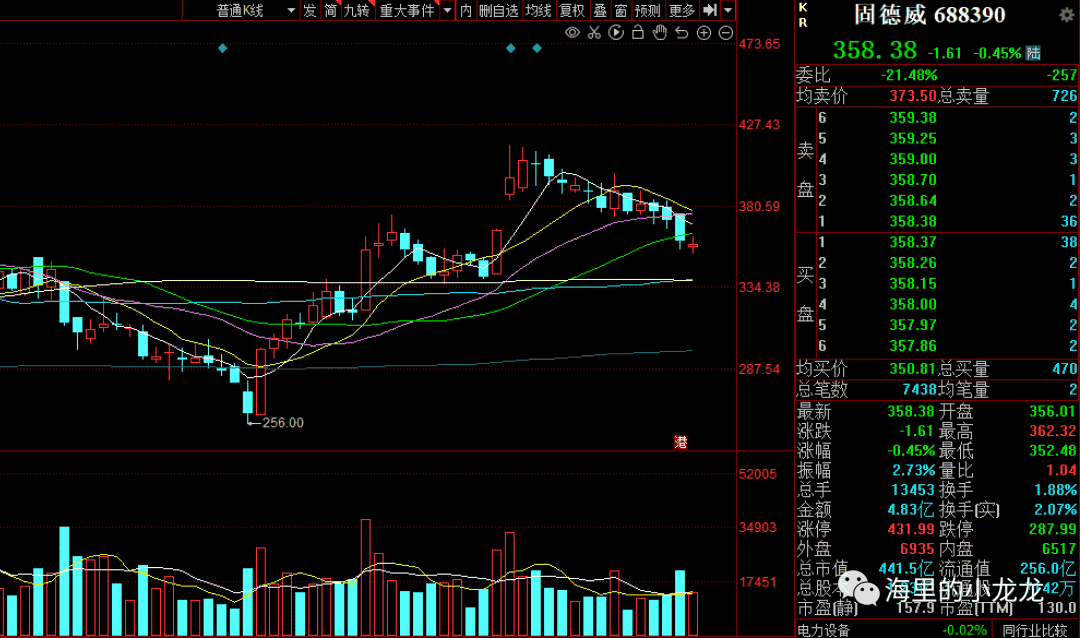 普通K线 发 简 九转 重大事件 内 删自选 均线 复权 叠 窗 预测 更多
473.65
427.43
380.59
334.38
287.54
256.00
港
52005
34903
17451
K R
固德威 688390
358.38 -1.61 -0.45% 陆
委比 -21.48% -257
均卖价 373.50 总卖量 726
卖盘
6 359.38 2
5 359.25 3
4 359.00 3
3 358.70 1
2 358.64 2
1 358.38 36
买盘
1 358.37 38
2 358.26 2
3 358.15 1
4 358.00 4
5 357.97 2
6 357.86 2
均买价 350.81 总买量 470
总笔数 7438 均笔量 2
最新 358.38 开盘 356.01
涨跌 -1.61 最高 362.32
涨幅 -0.45% 最低 352.48
振幅 2.73% 量比 1.04
总手 13453 换手 1.88%
金额 4.83亿 换手(实) 2.07%
涨停 431.99 跌停 287.99
外盘 6935 内盘 6517
总市值 441.5亿 流通值 256.0亿
总股本 42万
海里的小龙龙
市盈(静) 157.9 市盈(TTM) 130.0
电力设备 -0.02% 同行业比较